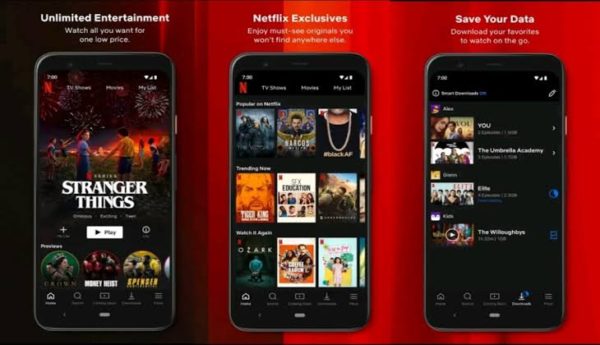 Unlimited Entertainment
Watch all you want for
one low price.
7:00
N
TV Shows Movies My List
STRANGER
THINGS
Ominous Exciting Teen
My List
Play
Info
Previews
CROWN
MONEY HEIST
SPENSER
Home Search Coming Soon Downloads More
Netflix Exclusives
Enjoy must-see originals you
won't find anywhere else.
7:00
N
TV Shows Movies My List
Popular on Netflix
NARCOS
#blackAF
Trending Now
TIGER KING
SEX
EDUCATION
Watch It Again
OZARK
Home Search Coming Soon Downloads More
Save Your Data
Download your favorites
to watch on the go.
7:00
Smart Downloads Off
Alex
YOU
The Umbrella Academy
Glenn
Elite
Kids
The Willoughbys
Home Search Coming Soon Downloads More